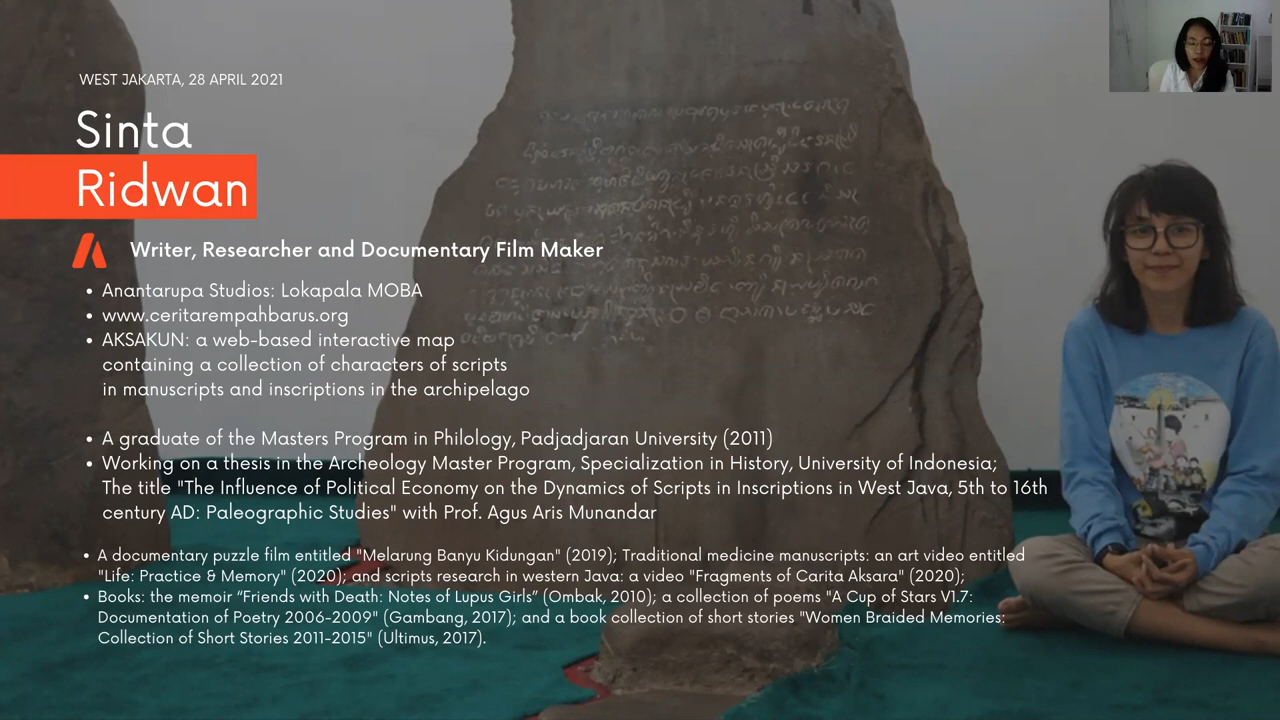 WEST JAKARTA, 28 APRIL 2021
Sinta
Ridwan
Writer, Researcher and Documentary Film Maker
• Anantarupa Studios: Lokapala MOBA
• www.ceritarempahbarus.org
• AKSAKUN: a web-based interactive map
containing a collection of characters of scripts
in manuscripts and inscriptions in the archipelago
• A graduate of the Masters Program in Philology, Padjadjaran University (2011)
• Working on a thesis in the Archeology Master Program, Specialization in History, University of Indonesia;
The title "The Influence of Political Economy on the Dynamics of Scripts in Inscriptions in West Java, 5th to 16th
century AD: Paleographic Studies" with Prof. Agus Aris Munandar
• A documentary puzzle film entitled "Melarung Banyu Kidungan" (2019); Traditional medicine manuscripts: an art video entitled
"Life: Practice & Memory" (2020); and scripts research in western Java: a video "Fragments of Carita Aksara" (2020);
• Books: the memoir “Friends with Death: Notes of Lupus Girls” (Ombak, 2010); a collection of poems "A Cup of Stars V1.7:
Documentation of Poetry 2006-2009" (Gambang, 2017); and a book collection of short stories "Women Braided Memories:
Collection of Short Stories 2011-2015" (Ultimus, 2017).